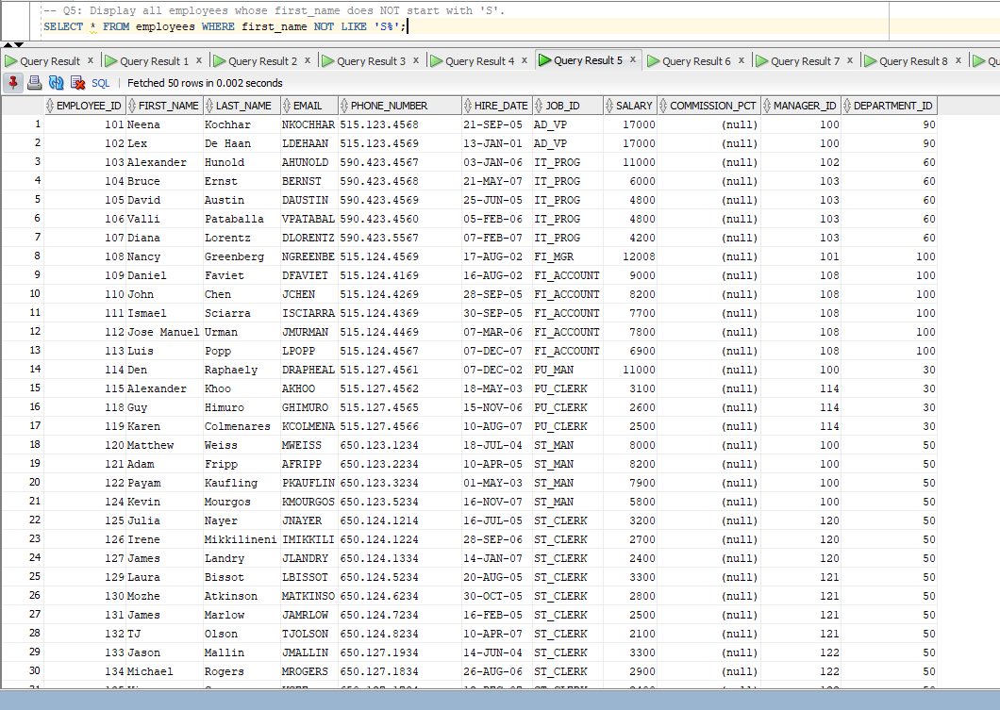 -- Q5: Display all employees whose first_name does NOT start with 'S'.
SELECT * FROM employees WHERE first_name NOT LIKE 'S%';
Query Result x Query Result 1 x Query Result 2 x Query Result 3 x Query Result 4 x Query Result 5 x Query Result 6 x Query Result 7 x Query Result 8 x Qu
SQL Fetched 50 rows in 0.002 seconds
EMPLOYEE_ID FIRST_NAME LAST_NAME EMAIL PHONE_NUMBER HIRE_DATE JOB_ID SALARY COMMISSION_PCT MANAGER_ID DEPARTMENT_ID
1 101 Neena Kochhar NKOCHHAR 515.123.4568 21-SEP-05 AD_VP 17000 (null) 100 90
2 102 Lex De Haan LDEHAAN 515.123.4569 13-JAN-01 AD_VP 17000 (null) 100 90
3 103 Alexander Hunold AHUNOLD 590.423.4567 03-JAN-06 IT_PROG 11000 (null) 102 60
4 104 Bruce Ernst BERNST 590.423.4568 21-MAY-07 IT_PROG 6000 (null) 103 60
5 105 David Austin DAUSTIN 590.423.4569 25-JUN-05 IT_PROG 4800 (null) 103 60
6 106 Valli Pataballa VPATABAL 590.423.4560 05-FEB-06 IT_PROG 4800 (null) 103 60
7 107 Diana Lorentz DLORENTZ 590.423.5567 07-FEB-07 IT_PROG 4200 (null) 103 60
8 108 Nancy Greenberg NGREENBE 515.124.4569 17-AUG-02 FI_MGR 12008 (null) 101 100
9 109 Daniel Faviet DFAVIET 515.124.4169 16-AUG-02 FI_ACCOUNT 9000 (null) 108 100
10 110 John Chen JCHEN 515.124.4269 28-SEP-05 FI_ACCOUNT 8200 (null) 108 100
11 111 Ismael Sciarra ISCIARRA 515.124.4369 30-SEP-05 FI_ACCOUNT 7700 (null) 108 100
12 112 Jose Manuel Urman JMURMAN 515.124.4469 07-MAR-06 FI_ACCOUNT 7800 (null) 108 100
13 113 Luis Popp LPOPP 515.124.4567 07-DEC-07 FI_ACCOUNT 6900 (null) 108 100
14 114 Den Raphaely DRAPHEAL 515.127.4561 07-DEC-02 PU_MAN 11000 (null) 100 30
15 115 Alexander Khoo AKHOO 515.127.4562 18-MAY-03 PU_CLERK 3100 (null) 114 30
16 118 Guy Himuro GHIMURO 515.127.4565 15-NOV-06 PU_CLERK 2600 (null) 114 30
17 119 Karen Colmenares KCOLMENA 515.127.4566 10-AUG-07 PU_CLERK 2500 (null) 114 30
18 120 Matthew Weiss MWEISS 650.123.1234 18-JUL-04 ST_MAN 8000 (null) 100 50
19 121 Adam Fripp AFRIPP 650.123.2234 10-APR-05 ST_MAN 8200 (null) 100 50
20 122 Payam Kaufling PKAUFLIN 650.123.3234 01-MAY-03 ST_MAN 7900 (null) 100 50
21 124 Kevin Mourgos KMOURGOS 650.123.5234 16-NOV-07 ST_MAN 5800 (null) 100 50
22 125 Julia Nayer JNAYER 650.124.1214 16-JUL-05 ST_CLERK 3200 (null) 120 50
23 126 Irene Mikkilineni IMIKKILI 650.124.1224 28-SEP-06 ST_CLERK 2700 (null) 120 50
24 127 James Landry JLANDRY 650.124.1334 14-JAN-07 ST_CLERK 2400 (null) 120 50
25 129 Laura Bissot LBISSOT 650.124.5234 20-AUG-05 ST_CLERK 3300 (null) 121 50
26 130 Mozhe Atkinson MATKINSO 650.124.6234 30-OCT-05 ST_CLERK 2800 (null) 121 50
27 131 James Marlow JAMRLOW 650.124.7234 16-FEB-05 ST_CLERK 2500 (null) 121 50
28 132 TJ Olson TJOLSON 650.124.8234 10-APR-07 ST_CLERK 2100 (null) 121 50
29 133 Jason Mallin JMALLIN 650.127.1934 14-JUN-04 ST_CLERK 3300 (null) 122 50
30 134 Michael Rogers MROGERS 650.127.1834 26-AUG-06 ST_CLERK 2900 (null) 122 50